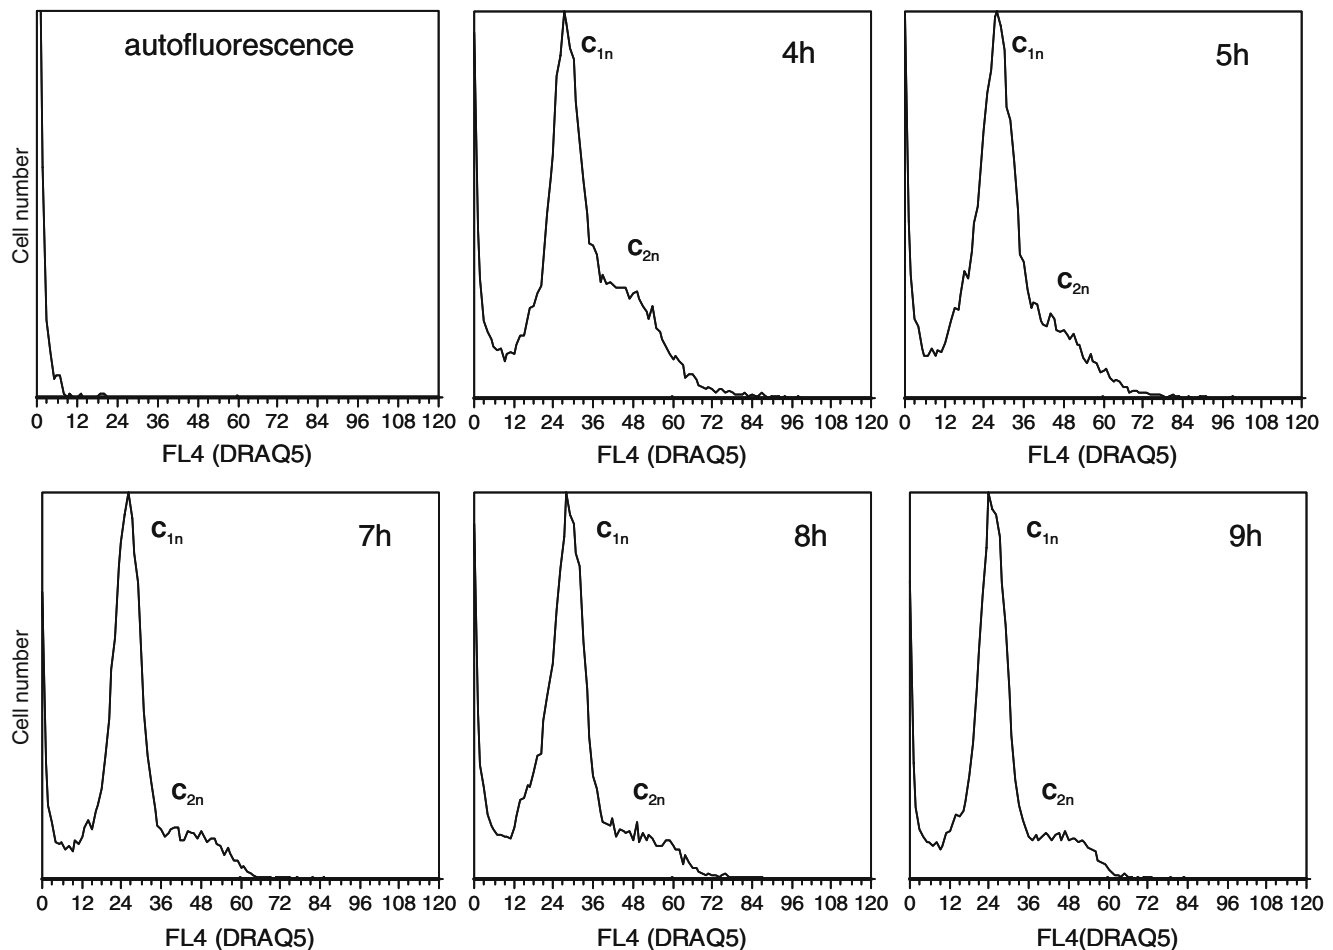 autofluorescence
Cell number
0 12 24 36 48 60 72 84 96 108 120
FL4 (DRAQ5)
C1n
4h
C2n
0 12 24 36 48 60 72 84 96 108 120
FL4 (DRAQ5)
C1n
5h
C2n
0 12 24 36 48 60 72 84 96 108 120
FL4 (DRAQ5)
C1n
7h
Cell number
C2n
0 12 24 36 48 60 72 84 96 108 120
FL4 (DRAQ5)
C1n
8h
C2n
0 12 24 36 48 60 72 84 96 108 120
FL4 (DRAQ5)
C1n
9h
C2n
0 12 24 36 48 60 72 84 96 108 120
FL4(DRAQ5)